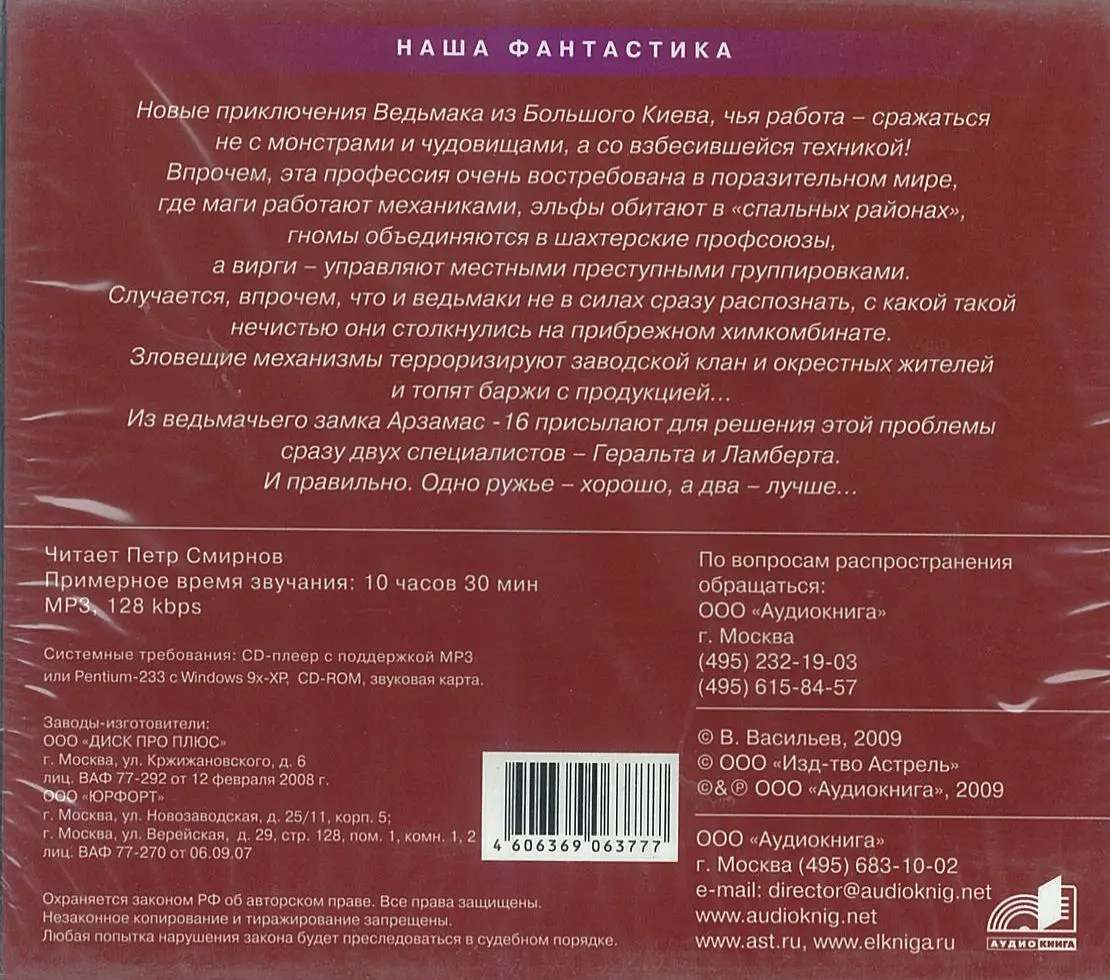 НАША ФАНТАСТИКА
Новые приключения Ведьмака из Большого Киева, чья работа – сражаться
не с монстрами и чудовищами, а со взбесившейся техникой!
Впрочем, эта профессия очень востребована в поразительном мире,
где маги работают механиками, эльфы обитают в «спальных районах»,
гномы объединяются в шахтерские профсоюзы,
а вирги – управляют местными преступными группировками.
Случается, впрочем, что и ведьмаки не в силах сразу распознать, с какой такой
нечистью они столкнулись на прибрежном химкомбинате.
Зловещие механизмы терроризируют заводской клан и окрестных жителей
и топят баржи с продукцией...
Из ведьмачьего замка Арзамас -16 присылают для решения этой проблемы
сразу двух специалистов – Геральта и Ламберта.
И правильно. Одно ружье – хорошо, а два – лучше...
Читает Петр Смирнов
Примерное время звучания: 10 часов 30 мин
MP3, 128 kbps
Системные требования: CD-плеер с поддержкой MP3
или Pentium-233 с Windows 9x-XP, CD-ROM, звуковая карта.
Заводы-изготовители:
ООО «ДИСК ПРО ПЛЮС»
г. Москва, ул. Кржижановского, д. 6
лиц. ВАФ 77-292 от 12 февраля 2008 г.
ООО «ЮРФОРТ»
г. Москва, ул. Новозаводская, д. 25/11, корп. 5;
г. Москва, ул. Верейская, д. 29, стр. 128, пом. 1, комн. 1, 2
лиц. ВАФ 77-270 от 06.09.07
Охраняется законом РФ об авторском праве. Все права защищены.
Незаконное копирование и тиражирование запрещены.
Любая попытка нарушения закона будет преследоваться в судебном порядке.
4 606369 063777
По вопросам распространения
обращаться:
ООО «Аудиокнига»
г. Москва
(495) 232-19-03
(495) 615-84-57
© В. Васильев, 2009
© ООО «Изд-тво Астрель»
©&℗ ООО «Аудиокнига», 2009
ООО «Аудиокнига»
г. Москва (495) 683-10-02
e-mail: director@audioknig.net
www.audioknig.net
www.ast.ru, www.elkniga.ru
АУДИОКНИГА